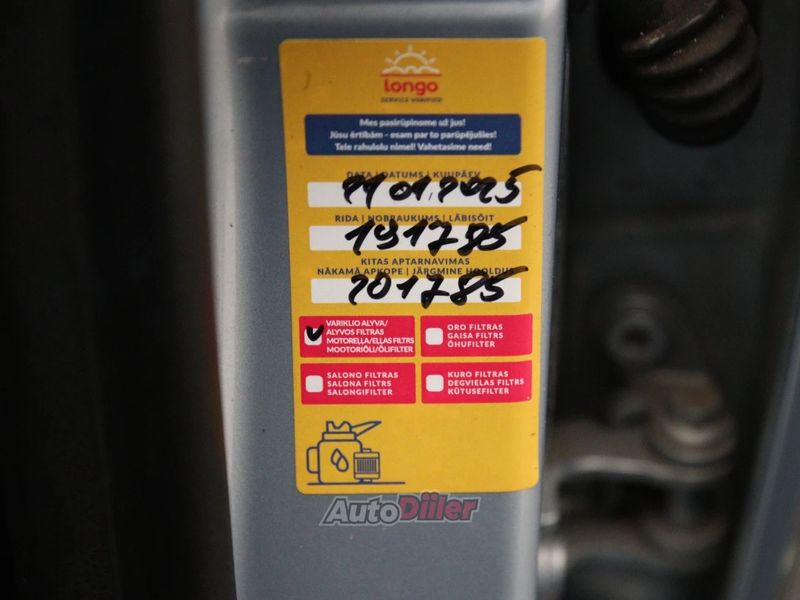 longo
SERVICE VERIFIED
Mes pasirūpinome už jus!
Jūsu ērtībām - esam par to parūpējušies!
Teie rahulolu nimel! Vahetasime need!
DATA | DATUMS | KUUPÄEV
21.01.2025
RIDA | NOBRAUKUMS | LÄBISÕIT
191785
KITAS APTARNAVIMAS
NĀKAMĀ APKOPE | JÄRGMINE HOOLDUS
201785
VARIKLIO ALYVA/
ALYVOS FILTRAS
MOTOREĻĻA/EĻĻAS FILTRS
MOOTORIÕLI/ÕLIFILTER
ORO FILTRAS
GAISA FILTRS
ÕHUFILTER
SALONO FILTRAS
SALONA FILTRS
SALONGIFILTER
KURO FILTRAS
DEGVIELAS FILTRS
KÜTUSEFILTER
AutoDiiler